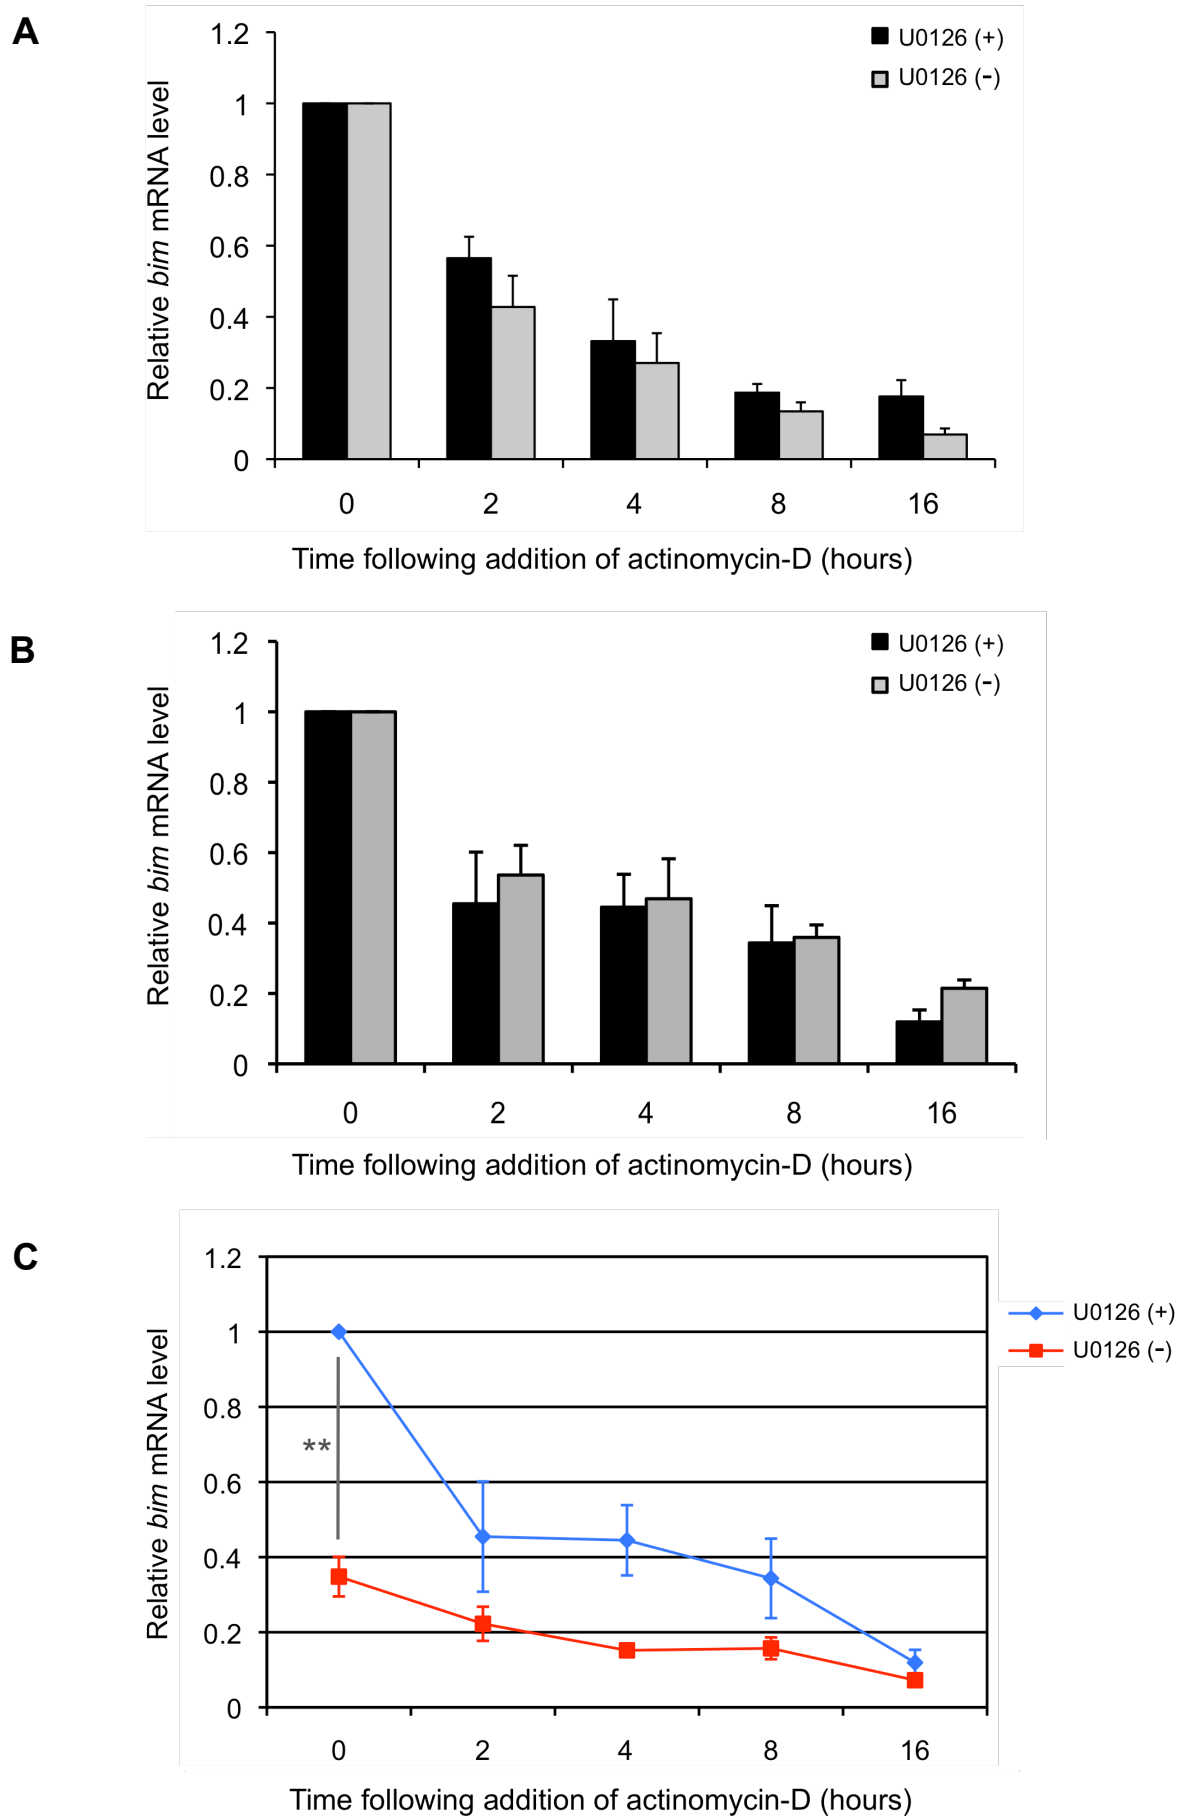 A
1.2
1
0.8
0.6
0.4
0.2
0
Relative bim mRNA level
U0126 (+)
U0126 (-)
0 2 4 8 16
Time following addition of actinomycin-D (hours)
B
1.2
1
0.8
0.6
0.4
0.2
0
Relative bim mRNA level
U0126 (+)
U0126 (-)
0 2 4 8 16
Time following addition of actinomycin-D (hours)
C
1.2
1
0.8
0.6
0.4
0.2
0
Relative bim mRNA level
**
U0126 (+)
U0126 (-)
0 2 4 8 16
Time following addition of actinomycin-D (hours)